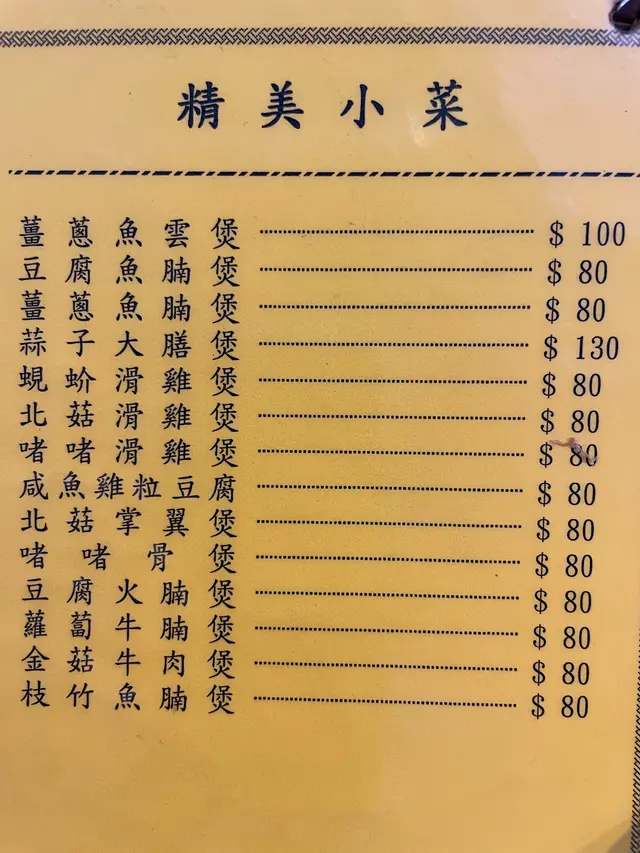 精美小菜
薑蔥魚雲煲 $ 100
豆腐魚腩煲 $ 80
薑蔥魚腩煲 $ 80
蒜子大膳煲 $ 130
蜆蚧滑雞煲 $ 80
北菇滑雞煲 $ 80
啫啫滑雞煲 $ 80
咸魚雞粒豆腐 $ 80
北菇掌翼煲 $ 80
啫啫骨煲 $ 80
豆腐火腩煲 $ 80
蘿蔔牛腩煲 $ 80
金菇牛肉煲 $ 80
枝竹魚腩煲 $ 80